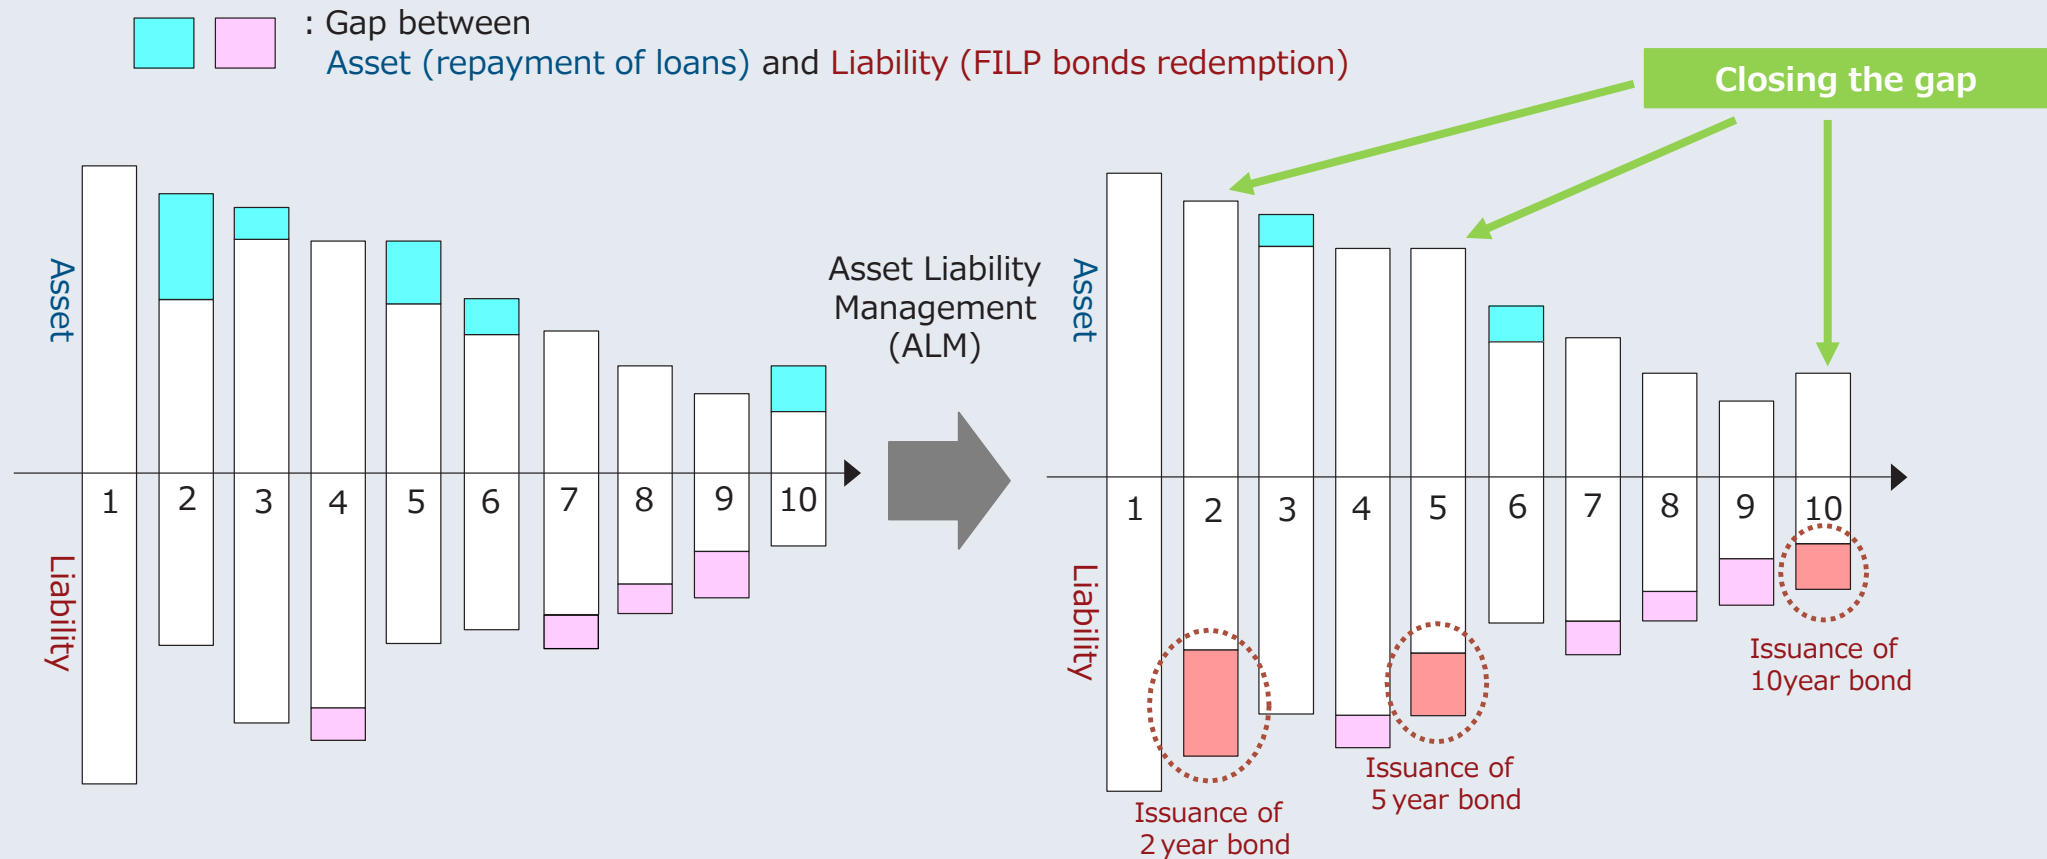 : Gap between
Asset (repayment of loans) and Liability (FILP bonds redemption)
Closing the gap
Asset
Liability
1 2 3 4 5 6 7 8 9 10
Asset Liability
Management
(ALM)
Asset
Liability
1 2 3 4 5 6 7 8 9 10
Issuance of
2 year bond
Issuance of
5 year bond
Issuance of
10year bond